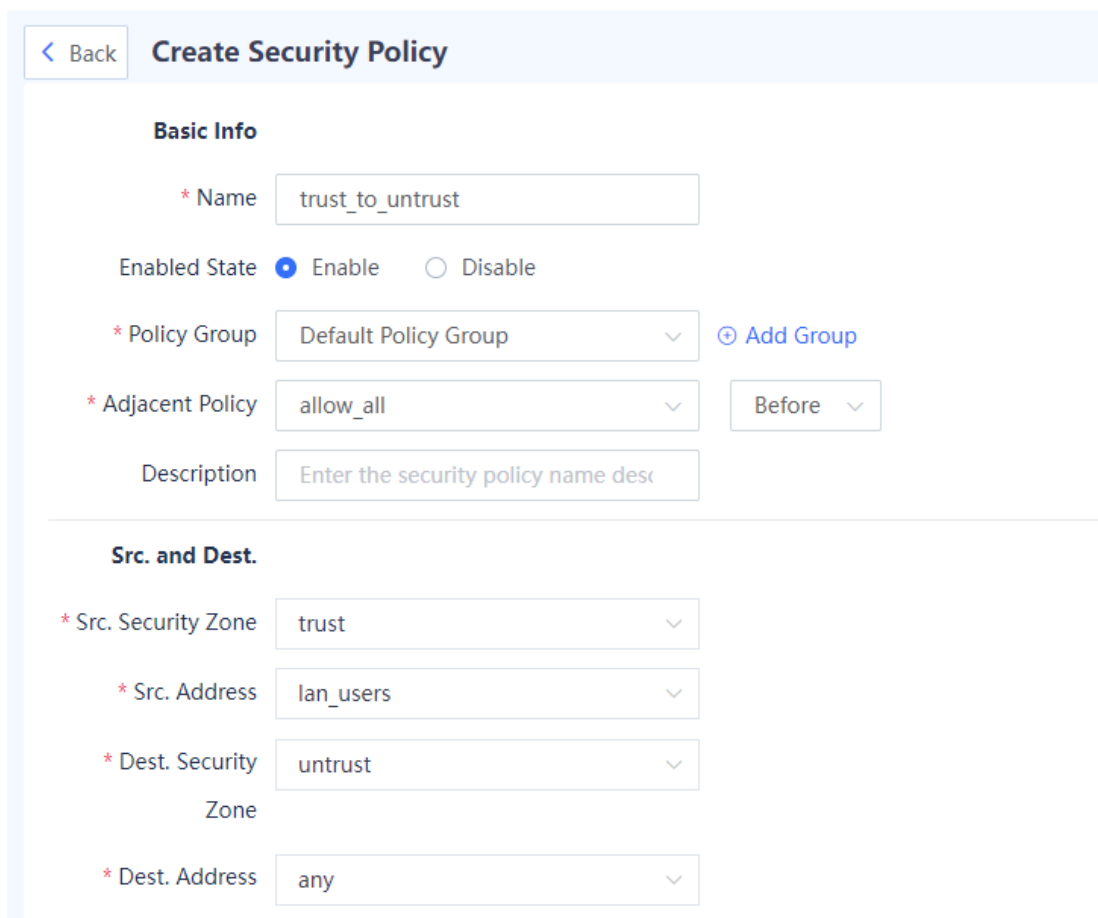 Back Create Security Policy
Basic Info
* Name trust_to_untrust
Enabled State Enable Disable
* Policy Group Default Policy Group Add Group
* Adjacent Policy allow_all Before
Description Enter the security policy name desc
Src. and Dest.
* Src. Security Zone trust
* Src. Address lan_users
* Dest. Security untrust
Zone
* Dest. Address any